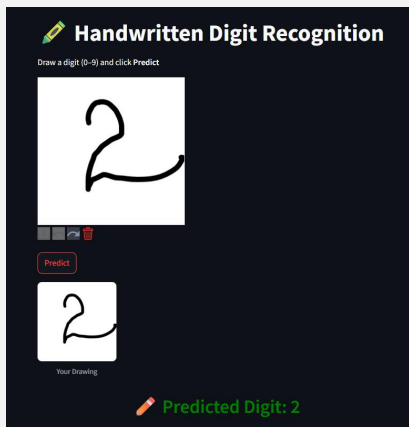 Handwritten Digit Recognition
Draw a digit (0–9) and click Predict
2
Predict
2
Your Drawing
Predicted Digit: 2